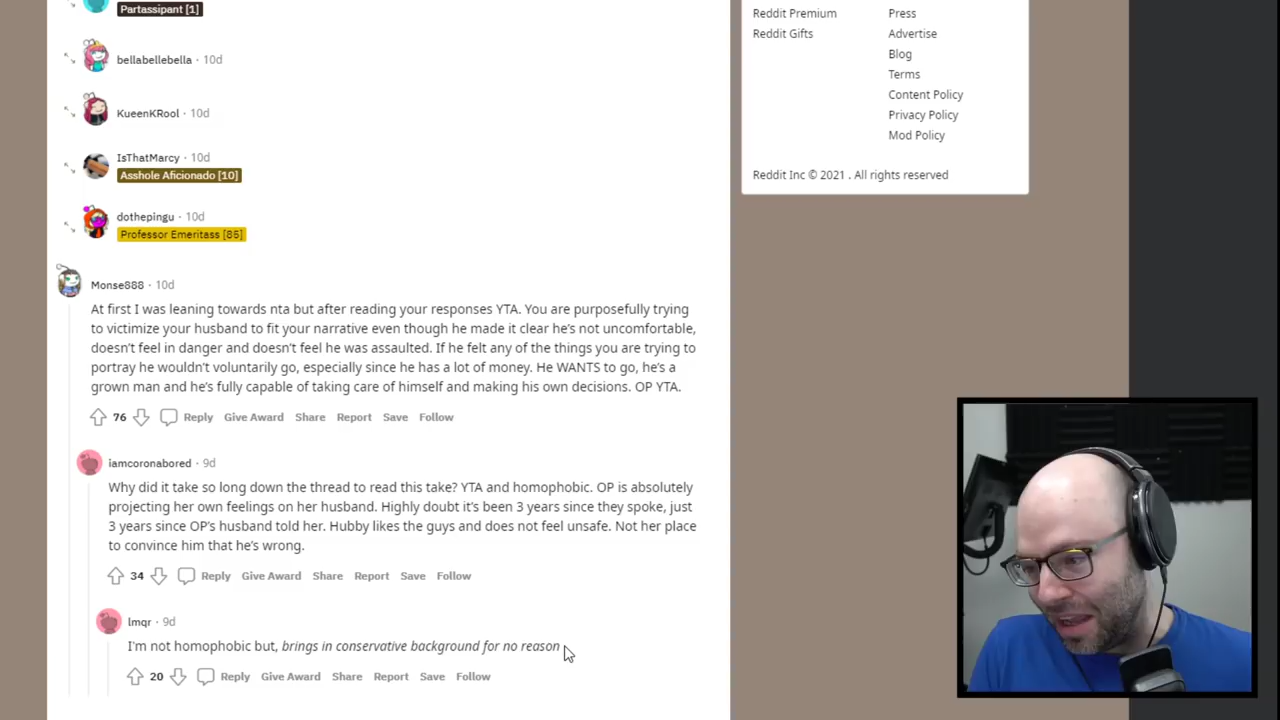 Partassipant [1]
bellabellebella · 10d
KueenKRool · 10d
IsThatMarcy · 10d
Asshole Aficionado [10]
dothepingu · 10d
Professor Emeritass [85]
Monse888 · 10d
At first I was leaning towards nta but after reading your responses YTA. You are purposefully trying
to victimize your husband to fit your narrative even though he made it clear he's not uncomfortable,
doesn't feel in danger and doesn't feel he was assaulted. If he felt any of the things you are trying to
portray he wouldn't voluntarily go, especially since he has a lot of money. He WANTS to go, he's a
grown man and he's fully capable of taking care of himself and making his own decisions. OP YTA.
76 Reply Give Award Share Report Save Follow
iamcoronabored · 9d
Why did it take so long down the thread to read this take? YTA and homophobic. OP is absolutely
projecting her own feelings on her husband. Highly doubt it's been 3 years since they spoke, just
3 years since OP's husband told her. Hubby likes the guys and does not feel unsafe. Not her place
to convince him that he's wrong.
34 Reply Give Award Share Report Save Follow
lmqr · 9d
I'm not homophobic but, brings in conservative background for no reason
20 Reply Give Award Share Report Save Follow
Reddit Premium
Reddit Gifts
Press
Advertise
Blog
Terms
Content Policy
Privacy Policy
Mod Policy
Reddit Inc © 2021 . All rights reserved